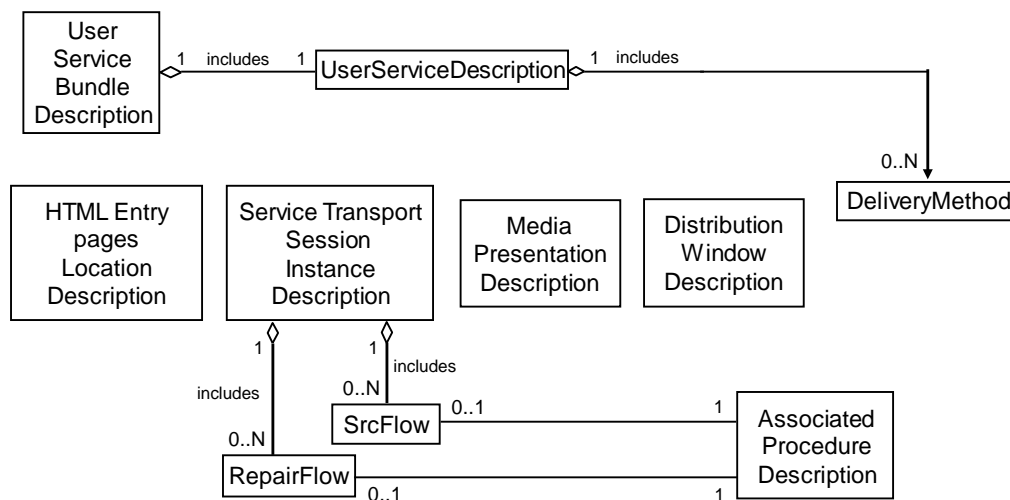 User
Service
Bundle
Description
1 includes 1
UserServiceDescription
1 includes
0..N
DeliveryMethod
HTML Entry
pages
Location
Description
Service Transport
Session
Instance
Description
Media
Presentation
Description
Distribution
Window
Description
1
includes
0..N
1
includes
0..N
SrcFlow
0..1
1
RepairFlow
0..1
1
Associated
Procedure
Description